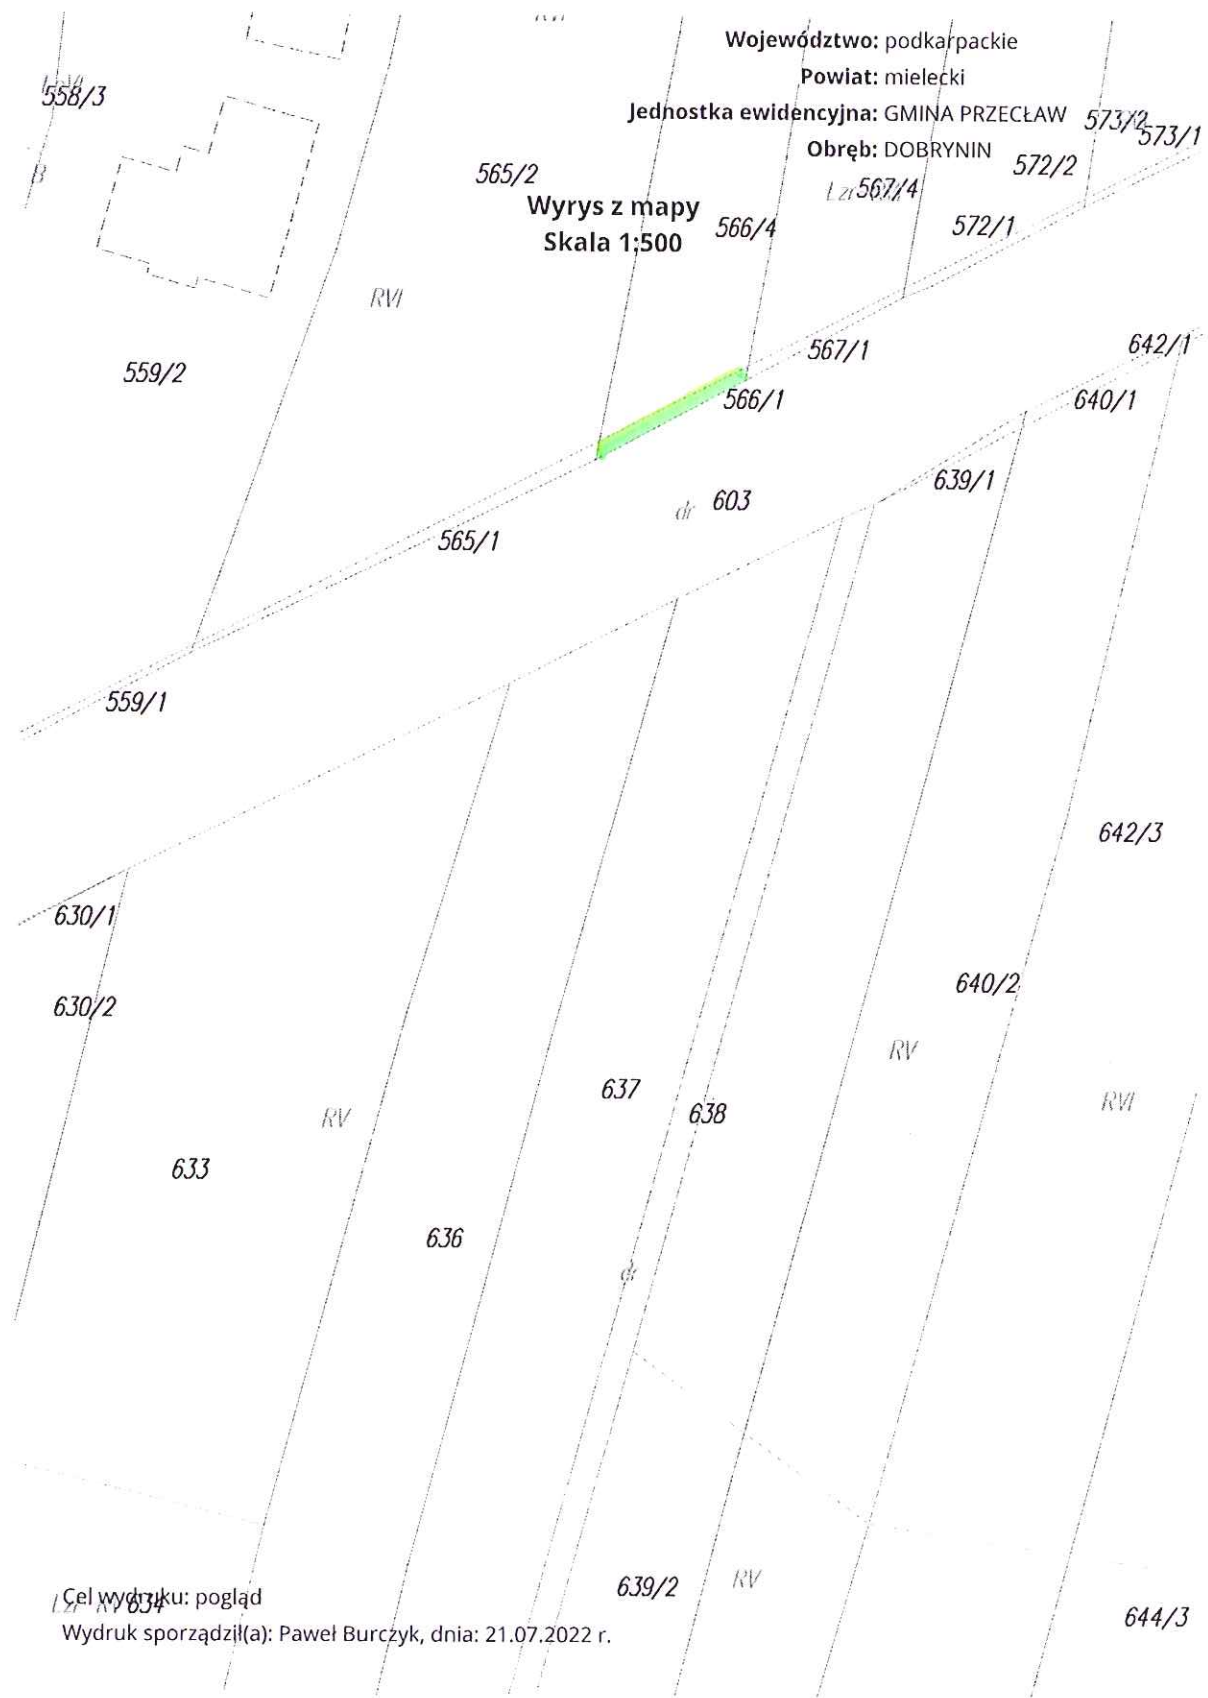 RVI
Województwo: podkarpackie
Powiat: mielecki
Jednostka ewidencyjna: GMINA PRZECŁAW
Obręb: DOBRYNIN
Wyrys z mapy
Skala 1:500
558/3
B
565/2
566/4
567/4
572/1
572/2
573/2
573/1
RVI
559/2
567/1
642/1
566/1
640/1
639/1
dr 603
565/1
559/1
642/3
630/1
640/2
630/2
RV
637
638
RVI
RV
633
636
dr
639/2
RV
644/3
634
Cel wydruku: pogląd
Wydruk sporządził(a): Paweł Burczyk, dnia: 21.07.2022 r.